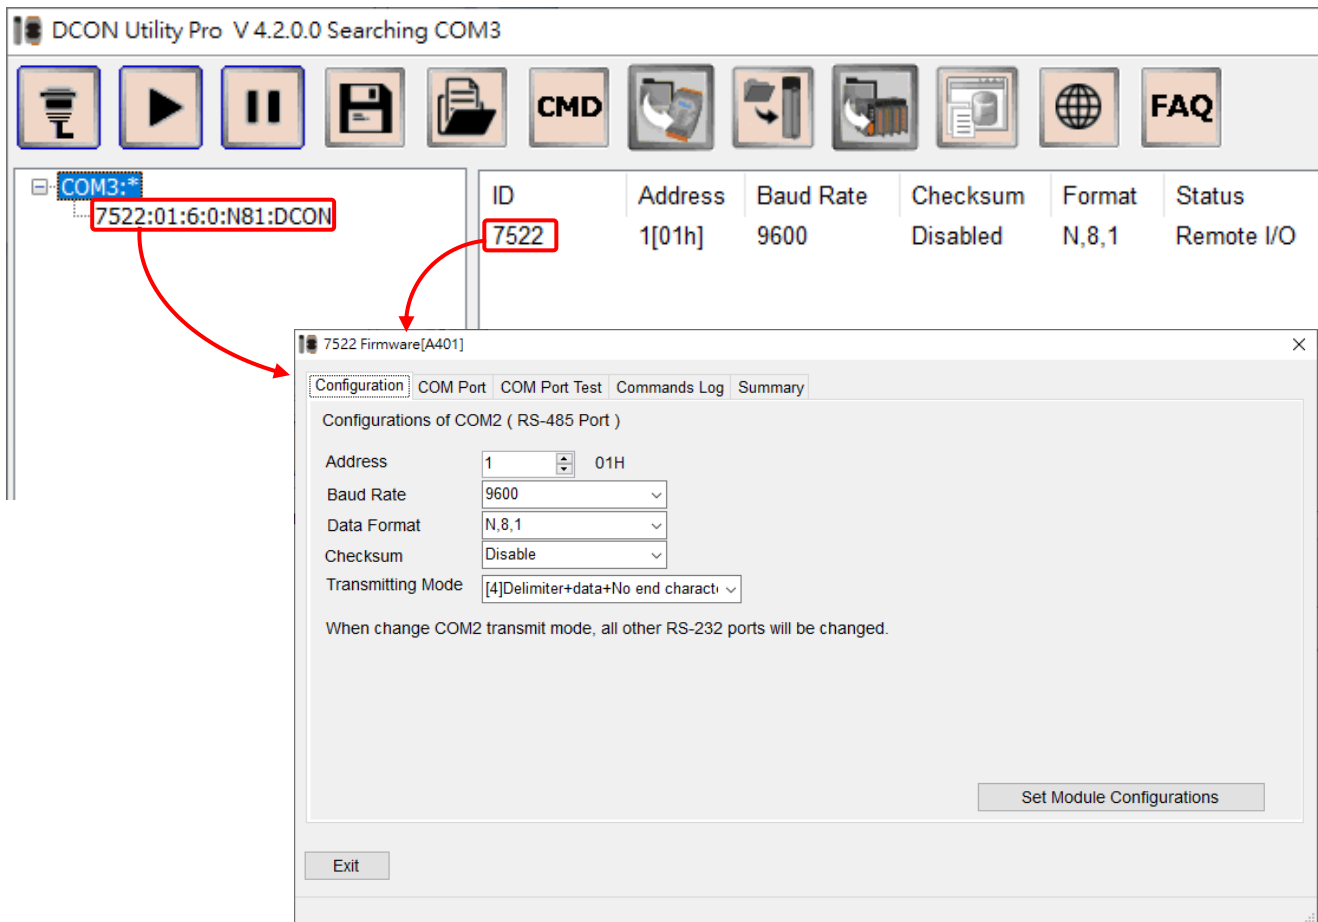 DCON Utility Pro V 4.2.0.0 Searching COM3
CMD
FAQ
COM3:*
7522:01:6:0:N81:DCON
ID Address Baud Rate Checksum Format Status
7522 1[01h] 9600 Disabled N,8,1 Remote I/O
7522 Firmware[A401]
Configuration COM Port COM Port Test Commands Log Summary
Configurations of COM2 ( RS-485 Port )
Address 1 01H
Baud Rate 9600
Data Format N,8,1
Checksum Disable
Transmitting Mode [4]Delimiter+data+No end characte
When change COM2 transmit mode, all other RS-232 ports will be changed.
Set Module Configurations
Exit